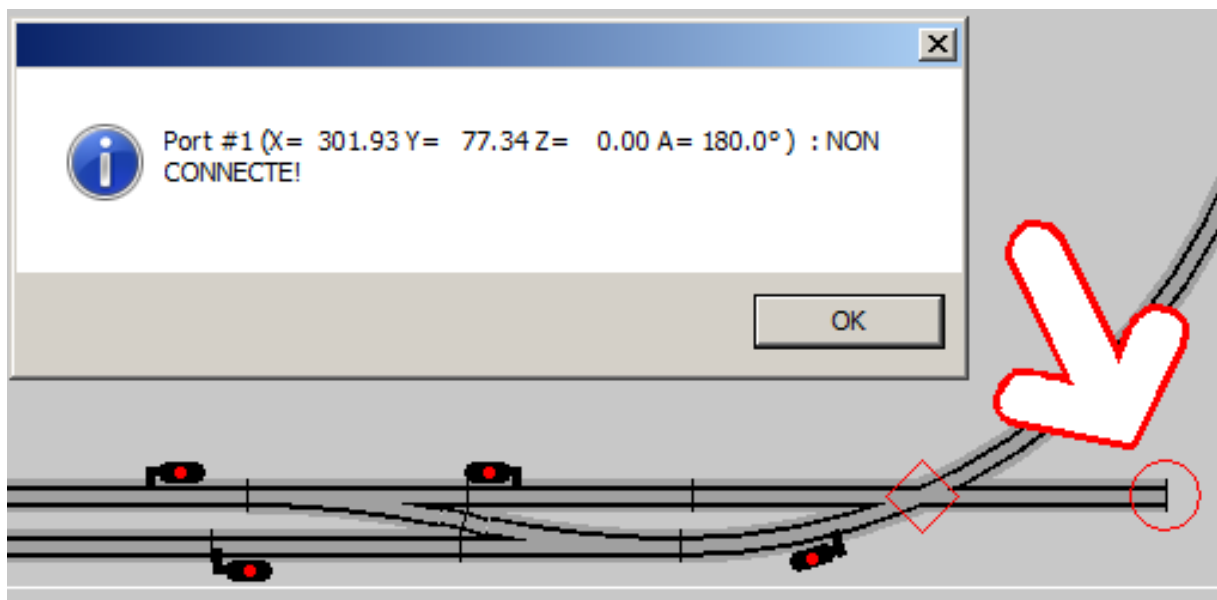 Port #1 (X= 301.93 Y= 77.34 Z= 0.00 A= 180.0°) : NON
CONNECTE!
OK